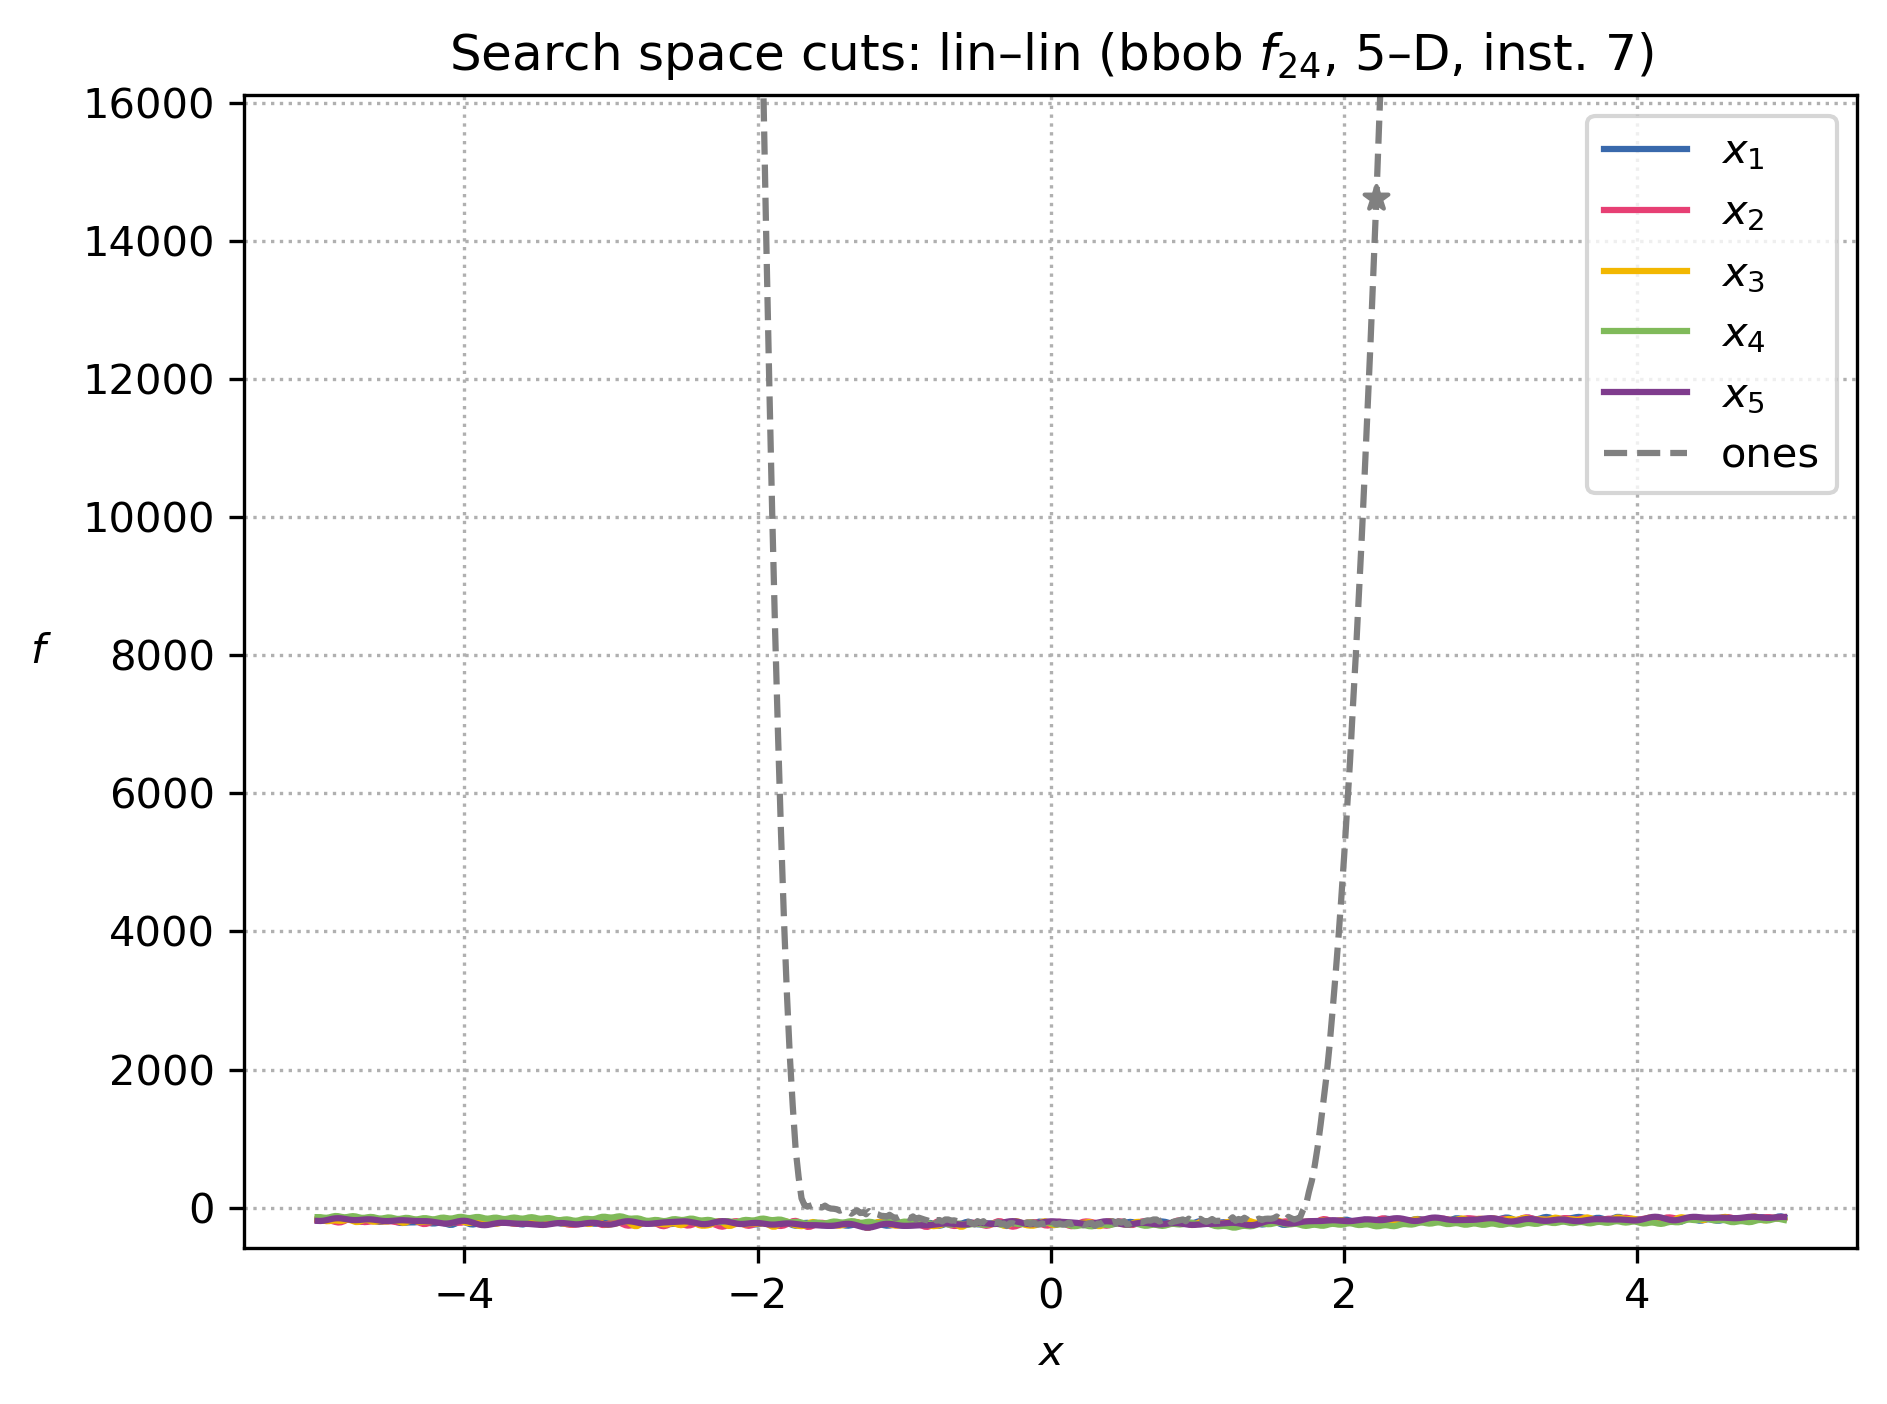 Search space cuts: lin–lin (bbob f₂₄, 5–D, inst. 7)
16000
14000
12000
10000
8000
6000
4000
2000
0
f
x₁
x₂
x₃
x₄
x₅
ones
−4
−2
0
2
4
x